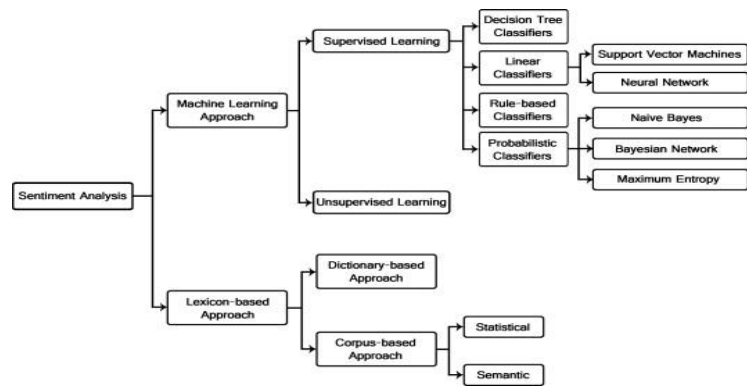 Decision Tree
Classifiers
Supervised Learning
Linear
Classifiers
Support Vector Machines
Neural Network
Machine Learning
Approach
Rule-based
Classifiers
Naive Bayes
Probabilistic
Classifiers
Bayesian Network
Maximum Entropy
Sentiment Analysis
Unsupervised Learning
Dictionary-based
Approach
Lexicon-based
Approach
Corpus-based
Approach
Statistical
Semantic